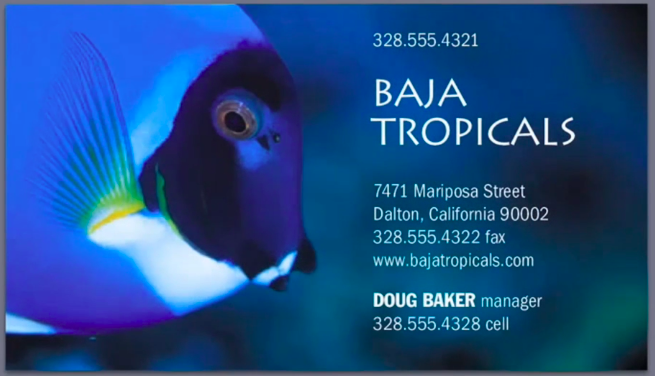 328.555.4321
BAJA
TROPICALS
7471 Mariposa Street
Dalton, California 90002
328.555.4322 fax
www.bajatropicals.com
DOUG BAKER manager
328.555.4328 cell